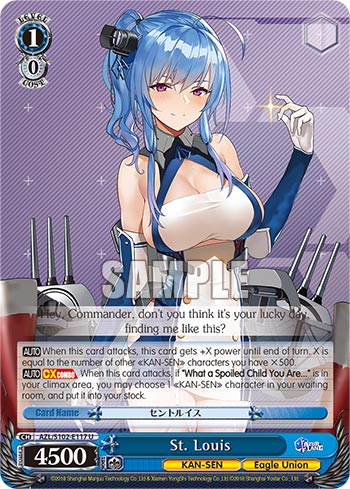 LEVEL
1
0
COST
SAMPLE
Hey, Commander, don't you think it's your lucky day,
finding me like this?
AUTO When this card attacks, this card gets +X power until end of turn. X is
equal to the number of other «KAN-SEN» characters you have ×500.
AUTO CX COMBO When this card attacks, if "What a Spoiled Child You Are..." is in
your climax area, you may choose 1 «KAN-SEN» character in your waiting
room, and put it into your stock.
Card Name セントルイス
CH AZL/S102-E117 U
St. Louis
POWER 4500
KAN-SEN Eagle Union
AZUR LANE